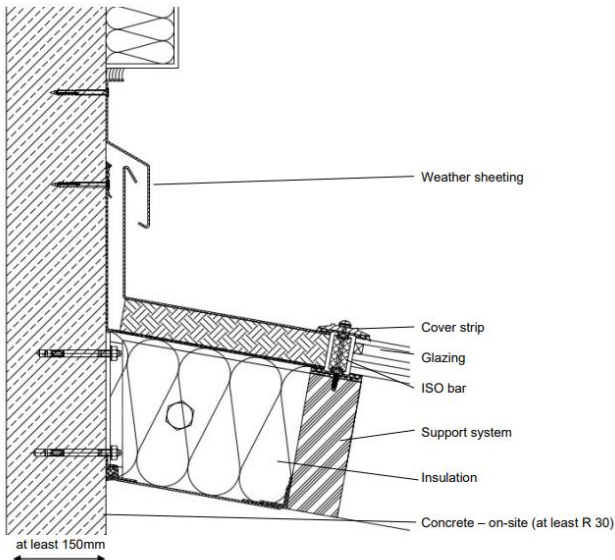 Weather sheeting
Cover strip
Glazing
ISO bar
Support system
Insulation
Concrete – on-site (at least R 30)
at least 150mm